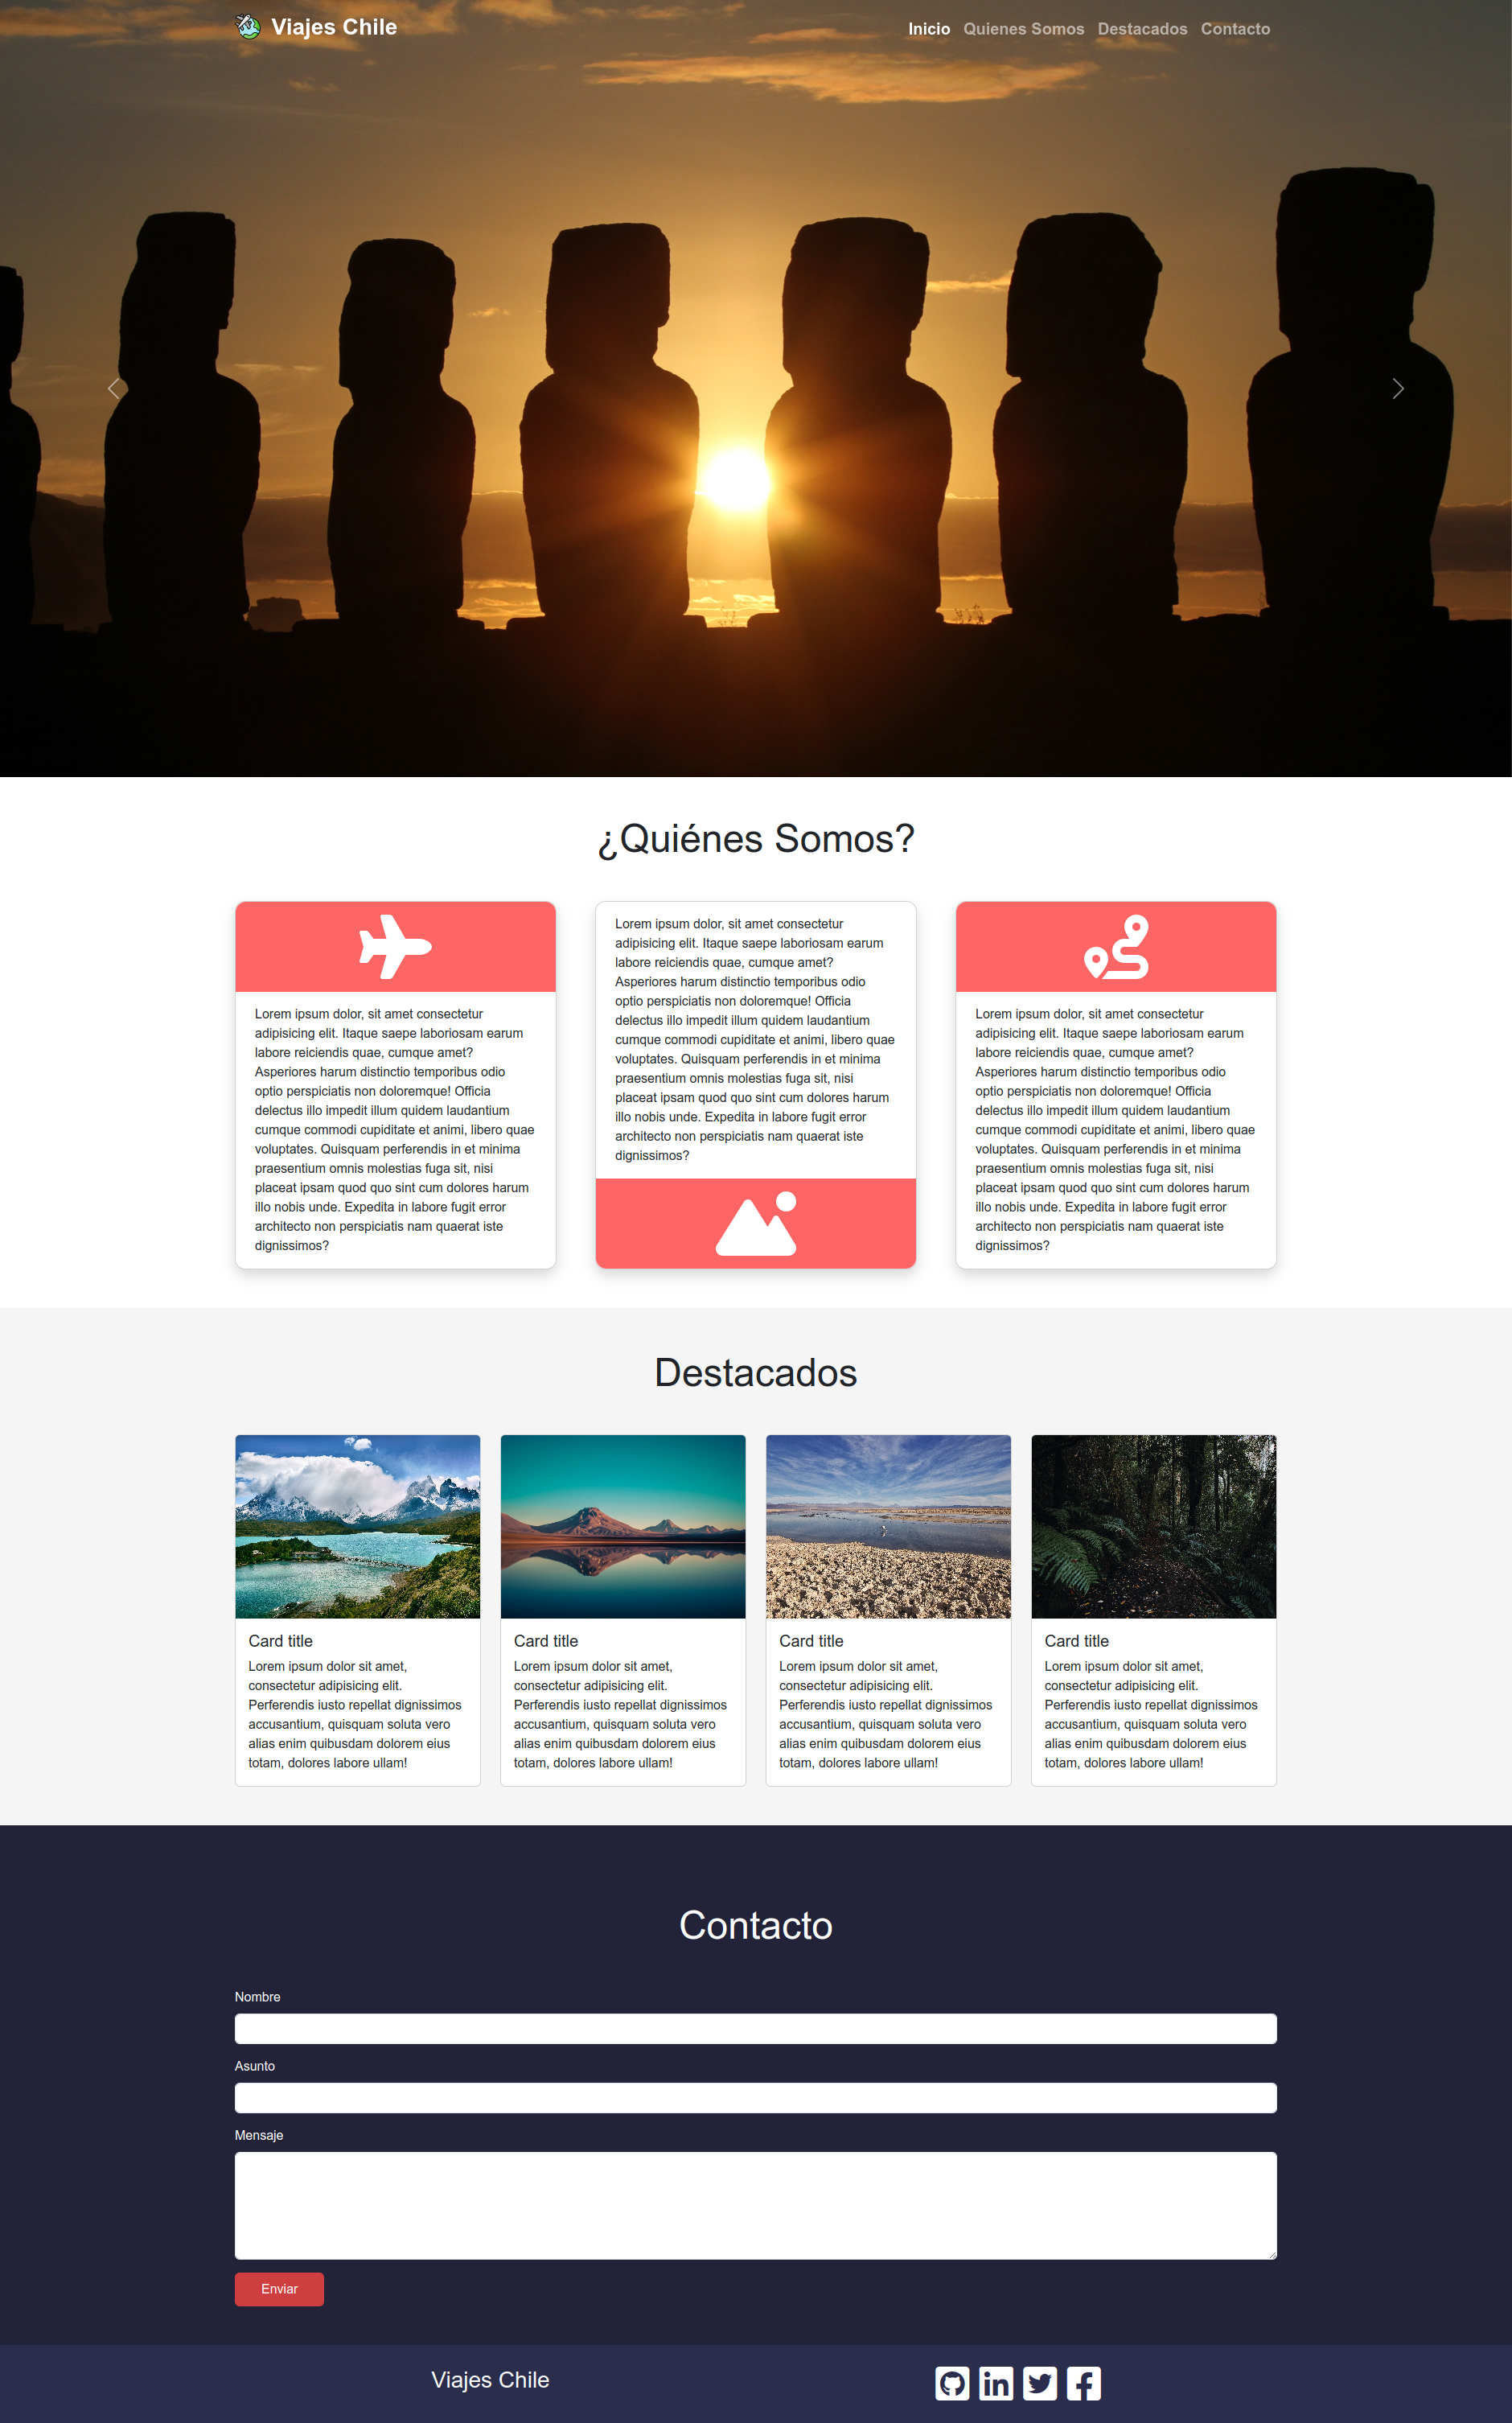 Viajes Chile
Inicio Quienes Somos Destacados Contacto
¿Quiénes Somos?
Lorem ipsum dolor, sit amet consectetur
adipisicing elit. Itaque saepe laboriosam earum
labore reiciendis quae, cumque amet?
Asperiores harum distinctio temporibus odio
optio perspiciatis non doloremque! Officia
delectus illo impedit illum quidem laudantium
cumque commodi cupiditate et animi, libero quae
voluptates. Quisquam perferendis in et minima
praesentium omnis molestias fuga sit, nisi
placeat ipsam quod quo sint cum dolores harum
illo nobis unde. Expedita in labore fugit error
architecto non perspiciatis nam quaerat iste
dignissimos?
Lorem ipsum dolor, sit amet consectetur
adipisicing elit. Itaque saepe laboriosam earum
labore reiciendis quae, cumque amet?
Asperiores harum distinctio temporibus odio
optio perspiciatis non doloremque! Officia
delectus illo impedit illum quidem laudantium
cumque commodi cupiditate et animi, libero quae
voluptates. Quisquam perferendis in et minima
praesentium omnis molestias fuga sit, nisi
placeat ipsam quod quo sint cum dolores harum
illo nobis unde. Expedita in labore fugit error
architecto non perspiciatis nam quaerat iste
dignissimos?
Lorem ipsum dolor, sit amet consectetur
adipisicing elit. Itaque saepe laboriosam earum
labore reiciendis quae, cumque amet?
Asperiores harum distinctio temporibus odio
optio perspiciatis non doloremque! Officia
delectus illo impedit illum quidem laudantium
cumque commodi cupiditate et animi, libero quae
voluptates. Quisquam perferendis in et minima
praesentium omnis molestias fuga sit, nisi
placeat ipsam quod quo sint cum dolores harum
illo nobis unde. Expedita in labore fugit error
architecto non perspiciatis nam quaerat iste
dignissimos?
Destacados
Card title
Lorem ipsum dolor sit amet,
consectetur adipisicing elit.
Perferendis iusto repellat dignissimos
accusantium, quisquam soluta vero
alias enim quibusdam dolorem eius
totam, dolores labore ullam!
Card title
Lorem ipsum dolor sit amet,
consectetur adipisicing elit.
Perferendis iusto repellat dignissimos
accusantium, quisquam soluta vero
alias enim quibusdam dolorem eius
totam, dolores labore ullam!
Card title
Lorem ipsum dolor sit amet,
consectetur adipisicing elit.
Perferendis iusto repellat dignissimos
accusantium, quisquam soluta vero
alias enim quibusdam dolorem eius
totam, dolores labore ullam!
Card title
Lorem ipsum dolor sit amet,
consectetur adipisicing elit.
Perferendis iusto repellat dignissimos
accusantium, quisquam soluta vero
alias enim quibusdam dolorem eius
totam, dolores labore ullam!
Contacto
Nombre
Asunto
Mensaje
Enviar
Viajes Chile